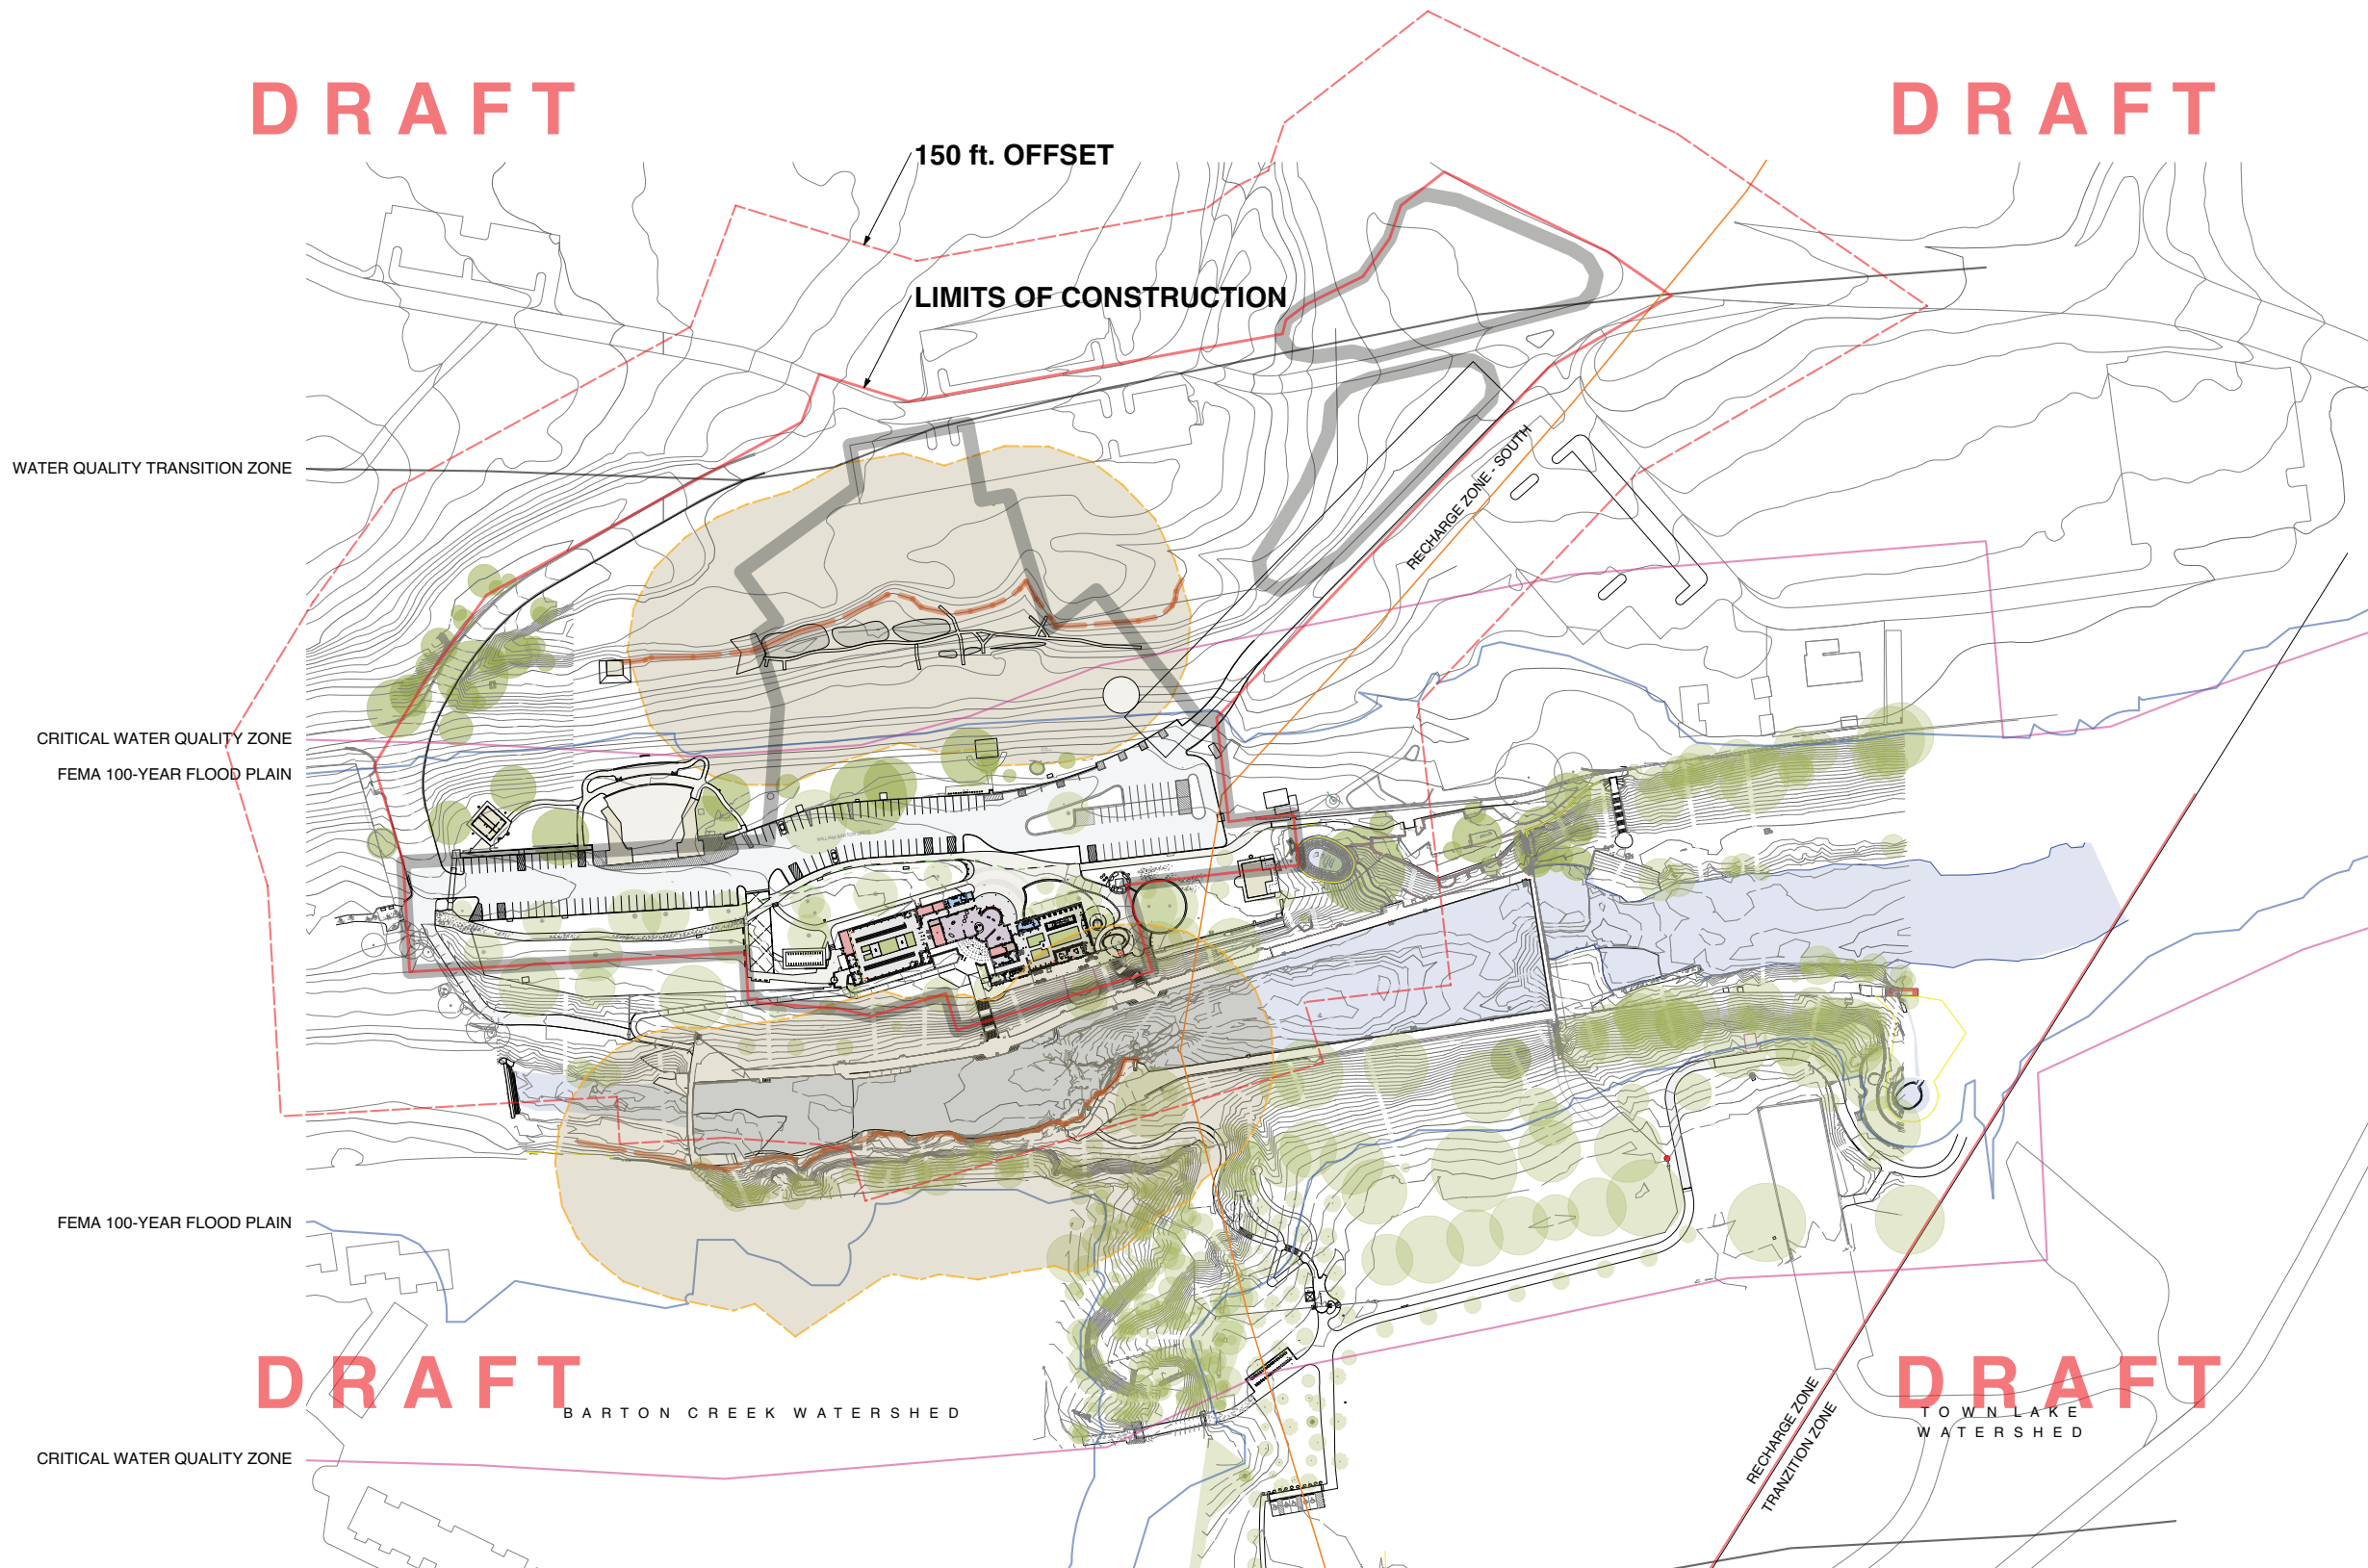 DRAFT
DRAFT
150 ft. OFFSET
LIMITS OF CONSTRUCTION
RECHARGE ZONE - SOUTH
WATER QUALITY TRANSITION ZONE
CRITICAL WATER QUALITY ZONE
FEMA 100-YEAR FLOOD PLAIN
FEMA 100-YEAR FLOOD PLAIN
DRAFT
DRAFT
BARTON CREEK WATERSHED
TOWN LAKE
WATERSHED
RECHARGE ZONE
TRANZITION ZONE
CRITICAL WATER QUALITY ZONE